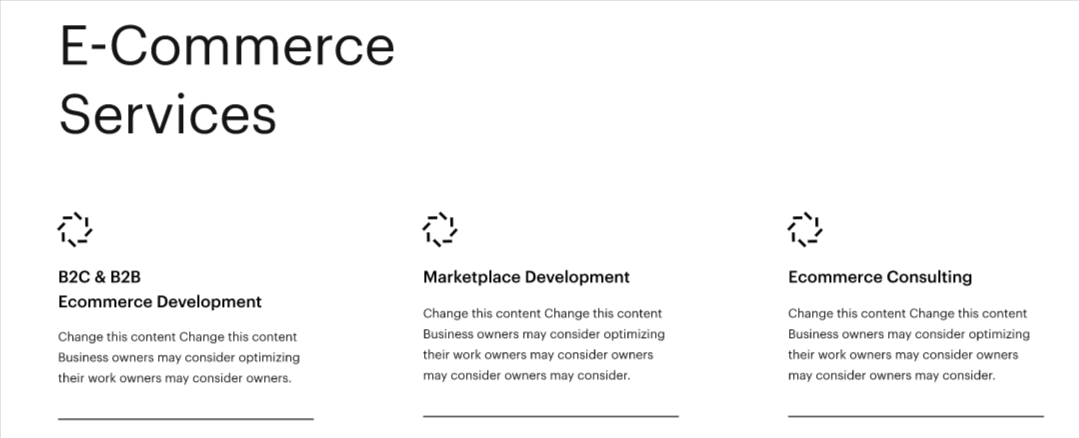 E-Commerce
Services
B2C & B2B
Ecommerce Development
Change this content Change this content
Business owners may consider optimizing
their work owners may consider owners.
Marketplace Development
Change this content Change this content
Business owners may consider optimizing
their work owners may consider owners
may consider owners may consider.
Ecommerce Consulting
Change this content Change this content
Business owners may consider optimizing
their work owners may consider owners
may consider owners may consider.